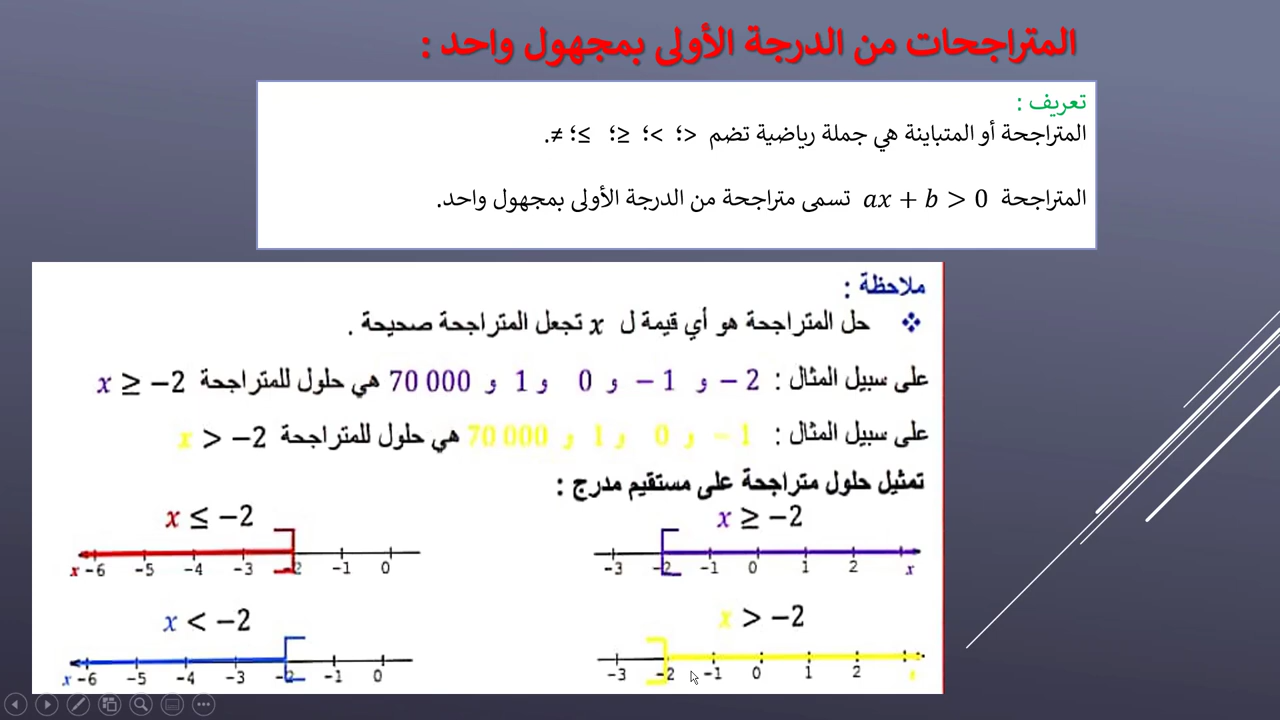 المتراجحات من الدرجة الأولى بمجهول واحد :
تعريف :
المتراجحة أو المتباينة هي جملة رياضية تضم >؛ <؛ ≥؛ ≤؛ ≠.
المتراجحة ax + b > 0 تسمى متراجحة من الدرجة الأولى بمجهول واحد.
ملاحظة :
❖ حل المتراجحة هو أي قيمة ل x تجعل المتراجحة صحيحة .
على سبيل المثال : −2 و −1 و 0 و 1 و 70 000 هي حلول للمتراجحة x ≥ −2
على سبيل المثال : −1 و 0 و 1 و 70 000 هي حلول للمتراجحة x > −2
تمثيل حلول متراجحة على مستقيم مدرج :
x ≥ −2
−3 −2 −1 0 1 2 x
x ≤ −2
x −6 −5 −4 −3 −2 −1 0
x > −2
−3 −2 −1 0 1 2
x < −2
x −6 −5 −4 −3 −2 −1 0